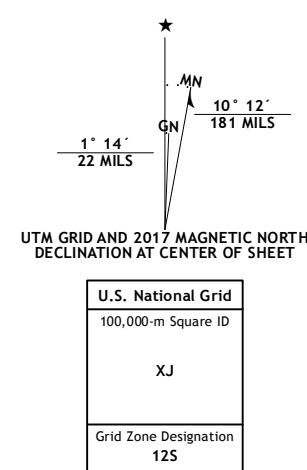 ★
MN
GN
1° 14´
22 MILS
10° 12´
181 MILS
UTM GRID AND 2017 MAGNETIC NORTH
DECLINATION AT CENTER OF SHEET
U.S. National Grid
100,000-m Square ID
XJ
Grid Zone Designation
12S